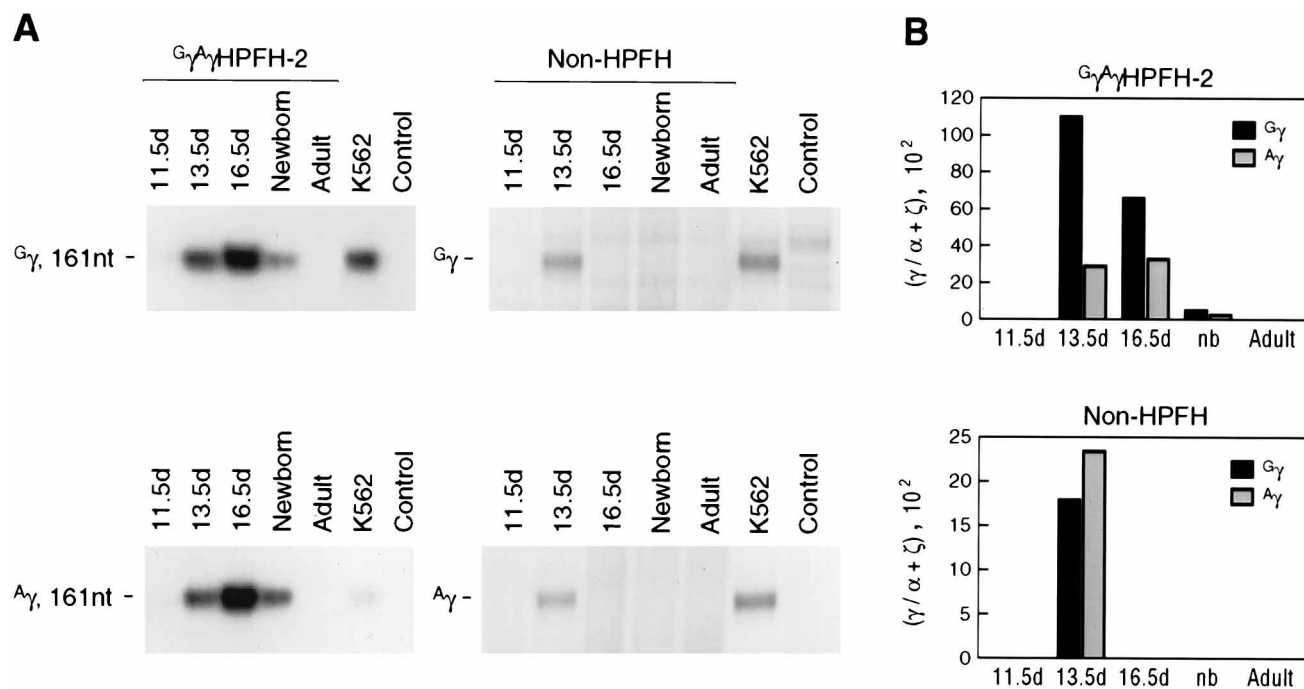 A
GγAγHPFH-2
11.5d 13.5d 16.5d Newborn Adult K562 Control
Gγ, 161nt -
Non-HPFH
11.5d 13.5d 16.5d Newborn Adult K562 Control
Gγ -
11.5d 13.5d 16.5d Newborn Adult K562 Control
Aγ, 161nt -
11.5d 13.5d 16.5d Newborn Adult K562 Control
Aγ -
B
GγAγHPFH-2
(γ / α + ζ), 10²
120
100
80
60
40
20
0
Gγ
Aγ
11.5d 13.5d 16.5d nb Adult
Non-HPFH
(γ / α + ζ), 10²
25
20
15
10
5
0
Gγ
Aγ
11.5d 13.5d 16.5d nb Adult